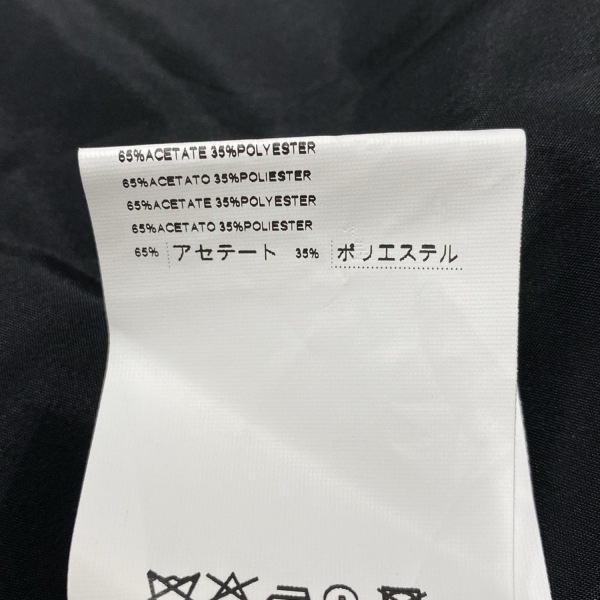 65%ACETATE 35%POLYESTER
65%ACETATO 35%POLIESTER
65%ACETATE 35%POLYESTER
65%ACETATO 35%POLIESTER
65% アセテート 35% ポリエステル